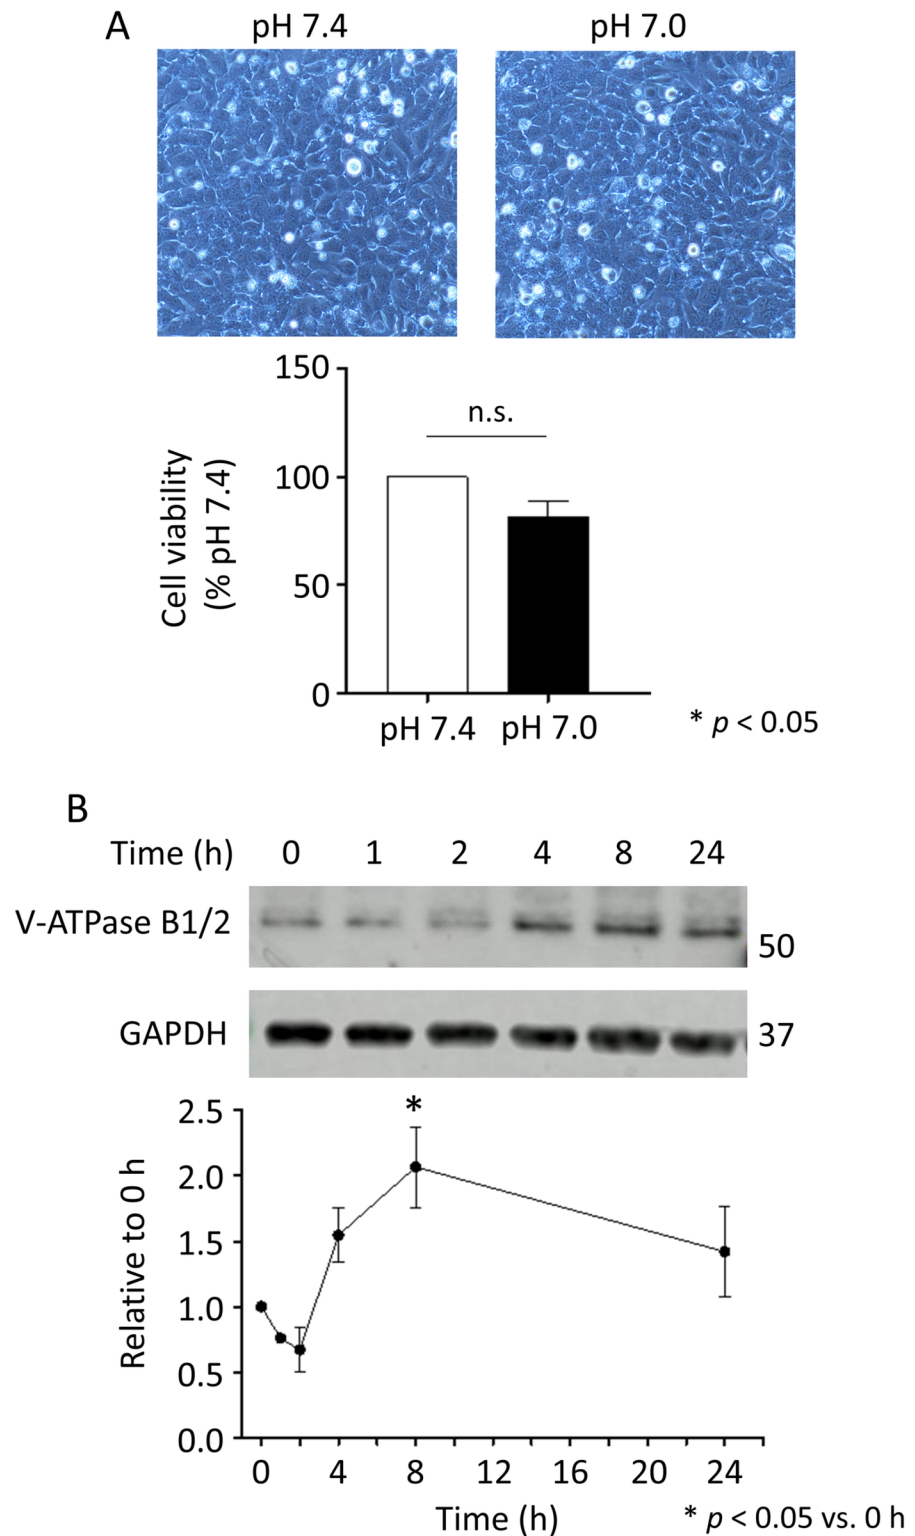 A
pH 7.4 pH 7.0
150
100
50
0
Cell viability
(% pH 7.4)
n.s.
pH 7.4 pH 7.0
* p < 0.05
B
Time (h) 0 1 2 4 8 24
V-ATPase B1/2 50
GAPDH 37
2.5
2.0
1.5
1.0
0.5
0.0
Relative to 0 h
*
0 4 8 12 16 20 24
Time (h)
* p < 0.05 vs. 0 h